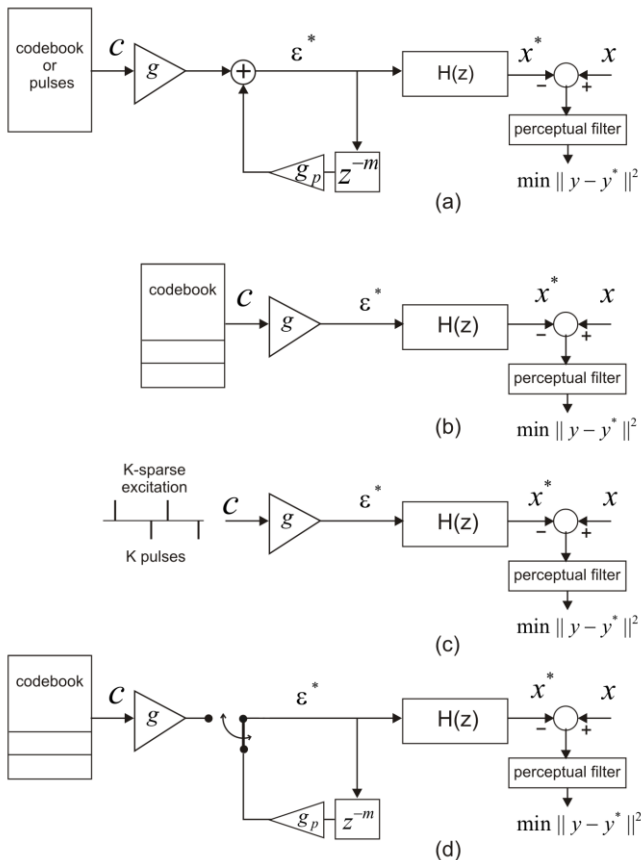 codebook
or
pulses
c
g
+
ε*
H(z)
x*
x
−
+
perceptual filter
min || y − y* ||²
g_p
z^{-m}
(a)
codebook
c
g
ε*
H(z)
x*
x
−
+
perceptual filter
min || y − y* ||²
(b)
K-sparse
excitation
K pulses
c
g
ε*
H(z)
x*
x
−
+
perceptual filter
min || y − y* ||²
(c)
codebook
c
g
ε*
H(z)
x*
x
−
+
perceptual filter
min || y − y* ||²
g_p
z^{-m}
(d)